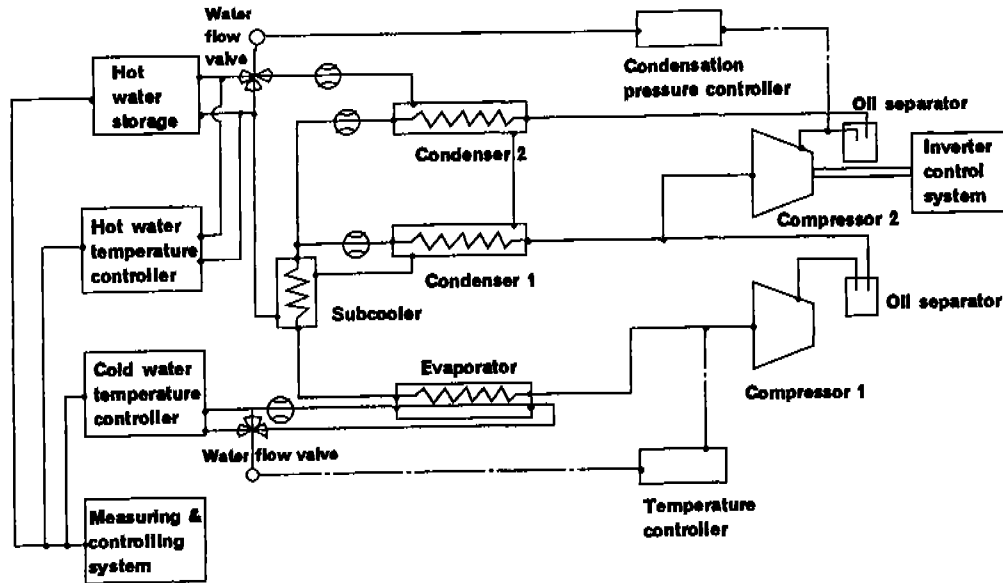 Water
flow
valve
Hot
water
storage
Condensation
pressure controller
Oil separator
Condenser 2
Inverter
control
system
Compressor 2
Hot water
temperature
controller
Condenser 1
Subcooler
Oil separator
Evaporator
Compressor 1
Cold water
temperature
controller
Water flow valve
Temperature
controller
Measuring &
controlling
system